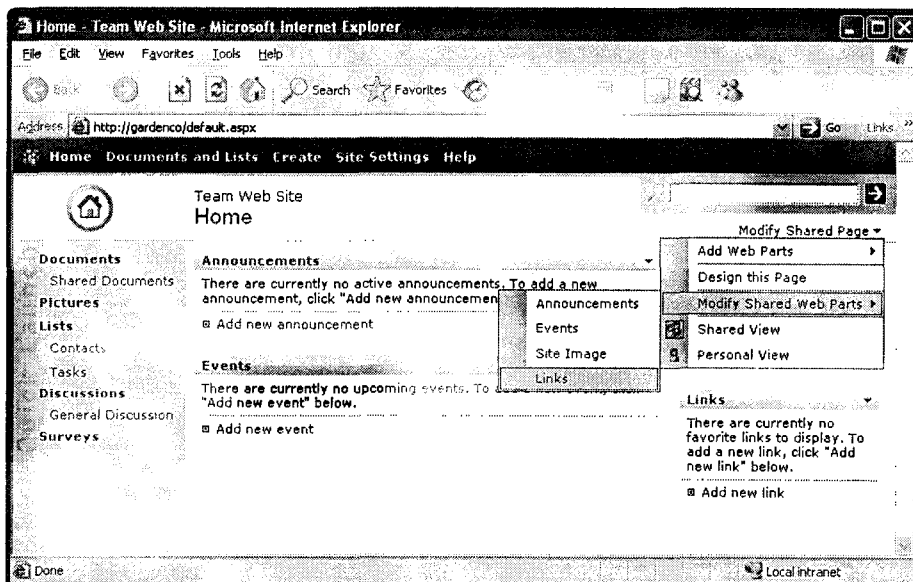 Home - Team Web Site - Microsoft Internet Explorer
File Edit View Favorites Tools Help
Back Search Favorites
Address http://gardenco/default.aspx Go Links »
Home Documents and Lists Create Site Settings Help
Team Web Site
Home
Modify Shared Page
Add Web Parts
Design this Page
Modify Shared Web Parts
Shared View
Personal View
Announcements
Events
Site Image
Links
Documents
Shared Documents
Pictures
Lists
Contacts
Tasks
Discussions
General Discussion
Surveys
Announcements
There are currently no active announcements. To add a new
announcement, click "Add new announcement
Add new announcement
Events
There are currently no upcoming events. To
"Add new event" below.
Add new event
Links
There are currently no
favorite links to display. To
add a new link, click "Add
new link" below.
Add new link
Done Local intranet